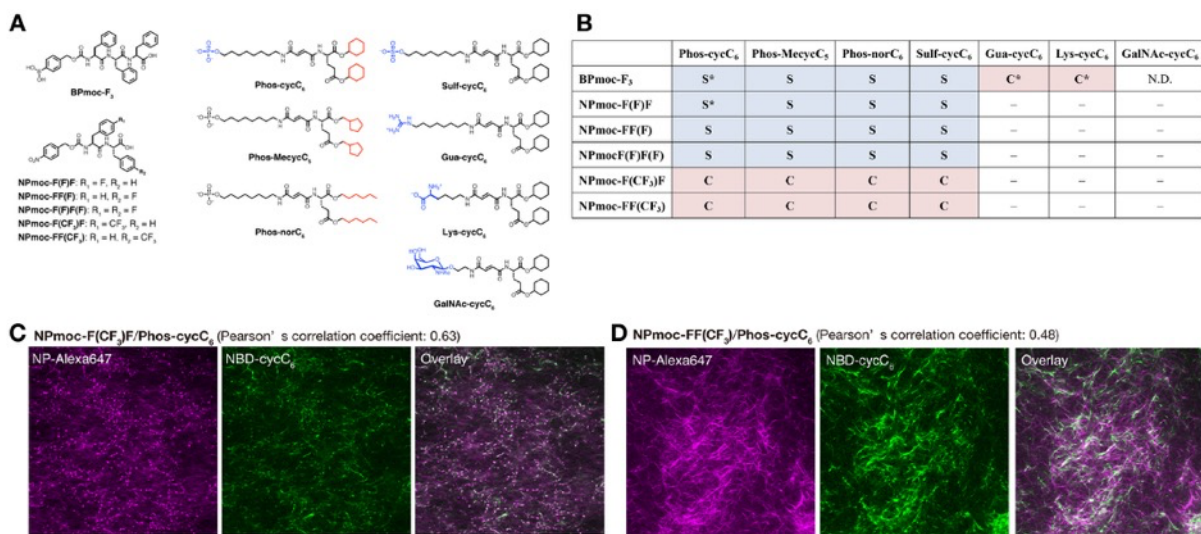 A
BPmoc-F3
NPmoc-F(F)F: R1 = F, R2 = H
NPmoc-FF(F): R1 = H, R2 = F
NPmoc-F(F)F(F): R1 = R2 = F
NPmoc-F(CF3)F: R1 = CF3, R2 = H
NPmoc-FF(CF3): R1 = H, R2 = CF3
Phos-cycC6
Sulf-cycC6
Phos-MecycC5
Gua-cycC6
Phos-norC6
Lys-cycC6
GalNAc-cycC6
B
Phos-cycC6 Phos-MecycC5 Phos-norC6 Sulf-cycC6 Gua-cycC6 Lys-cycC6 GalNAc-cycC6
BPmoc-F3 S* S S S C* C* N.D.
NPmoc-F(F)F S* S S S – – –
NPmoc-FF(F) S S S S – – –
NPmocF(F)F(F) S S S S – – –
NPmoc-F(CF3)F C C C C – – –
NPmoc-FF(CF3) C C C C – – –
C NPmoc-F(CF3)F/Phos-cycC6 (Pearson's correlation coefficient: 0.63)
NP-Alexa647 NBD-cycC6 Overlay
D NPmoc-FF(CF3)/Phos-cycC6 (Pearson's correlation coefficient: 0.48)
NP-Alexa647 NBD-cycC6 Overlay